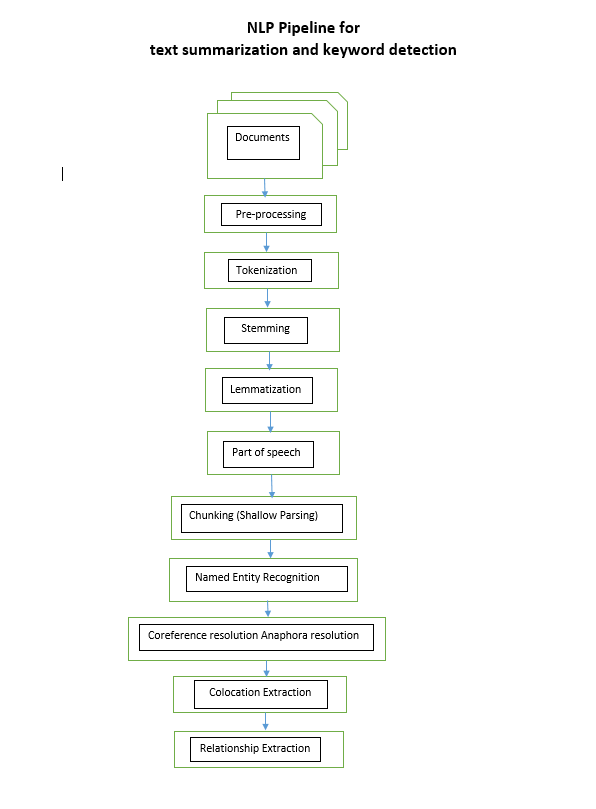 NLP Pipeline for
text summarization and keyword detection
Documents
Pre-processing
Tokenization
Stemming
Lemmatization
Part of speech
Chunking (Shallow Parsing)
Named Entity Recognition
Coreference resolution Anaphora resolution
Colocation Extraction
Relationship Extraction